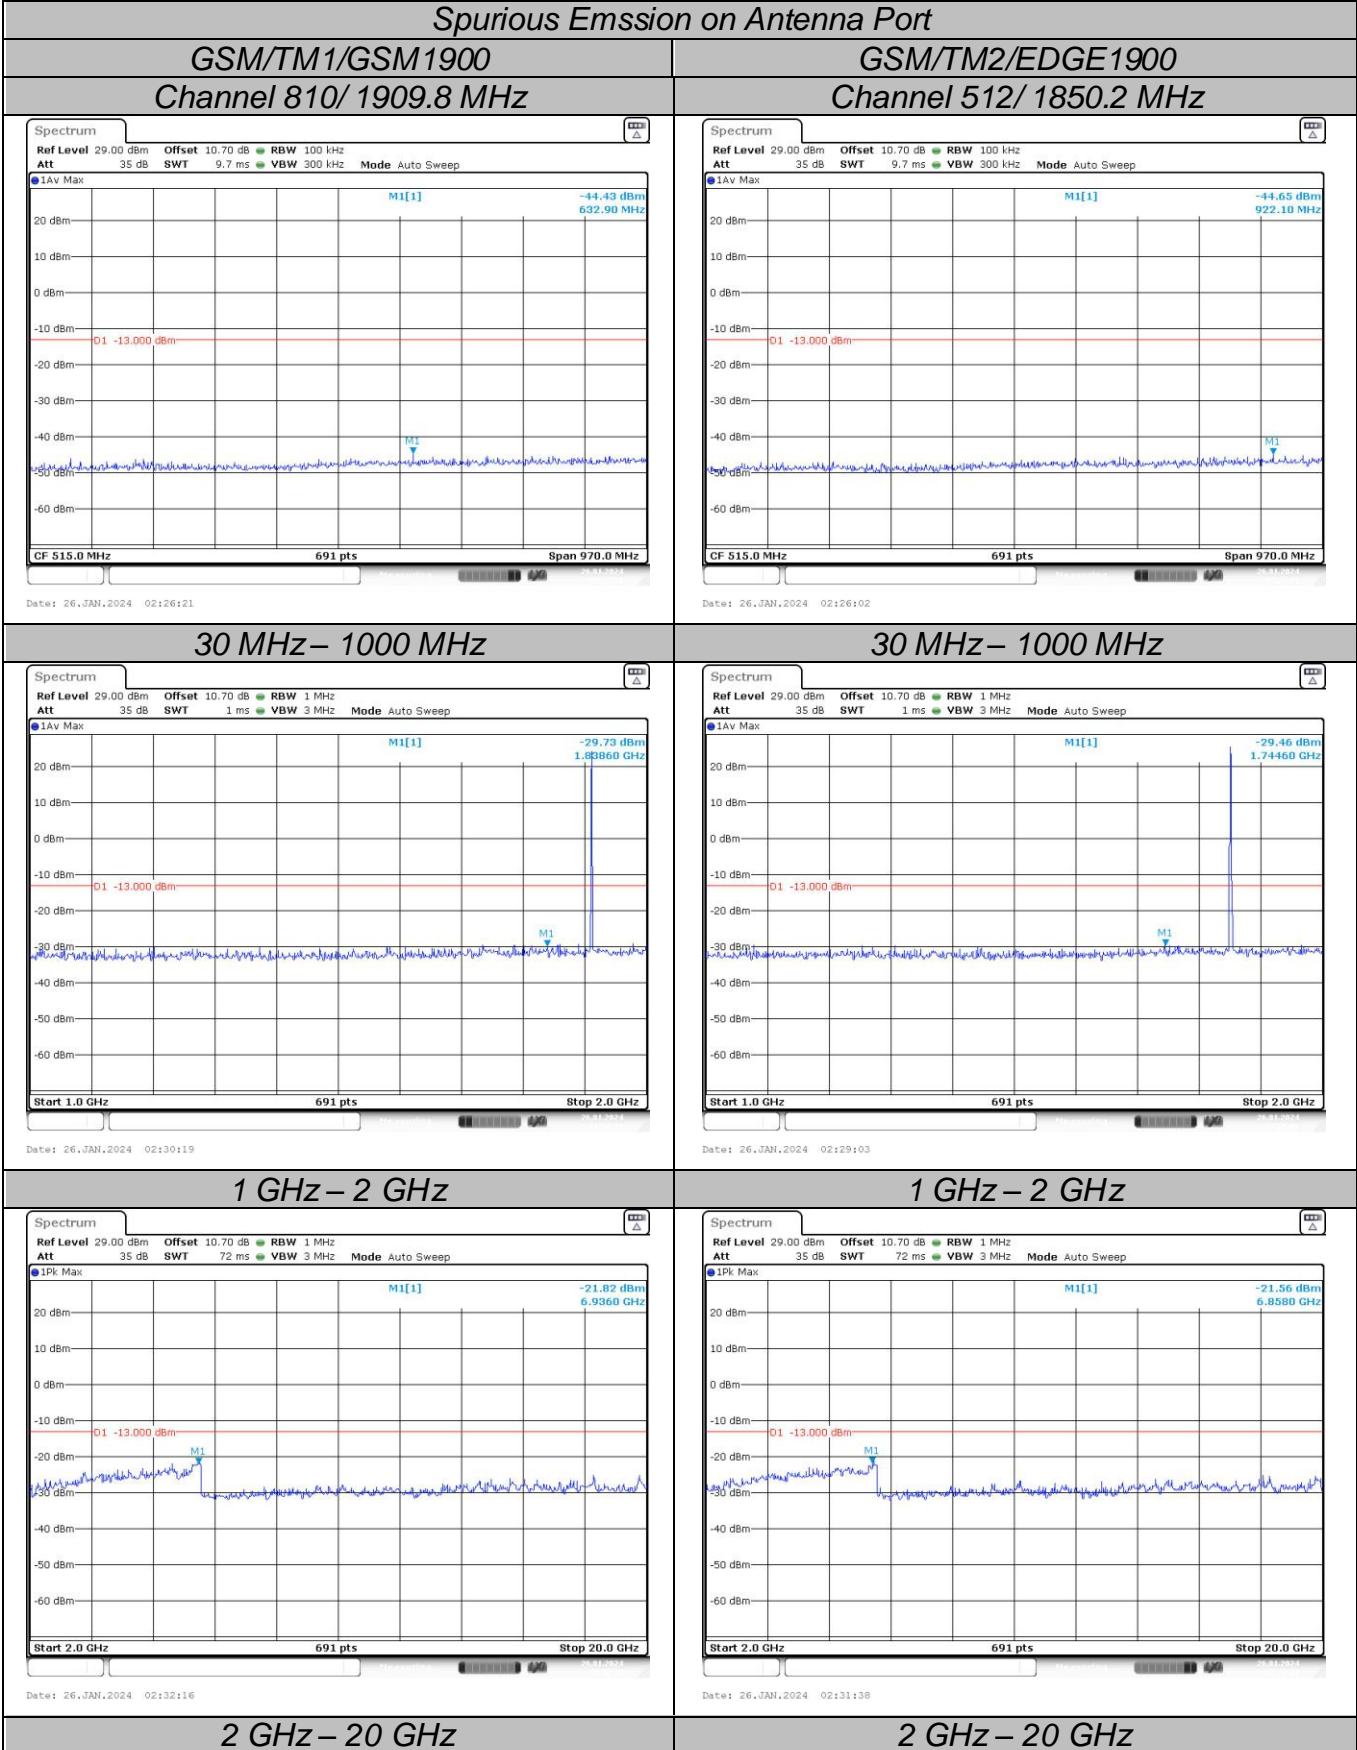 Spurious Emssion on Antenna Port
GSM/TM1/GSM1900 GSM/TM2/EDGE1900
Channel 810/ 1909.8 MHz Channel 512/ 1850.2 MHz
Spectrum
Ref Level 29.00 dBm Offset 10.70 dB RBW 100 kHz
Att 35 dB SWT 9.7 ms VBW 300 kHz Mode Auto Sweep
1Av Max
M1[1] -44.43 dBm
632.90 MHz
20 dBm
10 dBm
0 dBm
-10 dBm
D1 -13.000 dBm
-20 dBm
-30 dBm
-40 dBm
M1
-50 dBm
-60 dBm
CF 515.0 MHz 691 pts Span 970.0 MHz
Date: 26.JAN.2024 02:26:21
Spectrum
Ref Level 29.00 dBm Offset 10.70 dB RBW 100 kHz
Att 35 dB SWT 9.7 ms VBW 300 kHz Mode Auto Sweep
1Av Max
M1[1] -44.65 dBm
922.10 MHz
20 dBm
10 dBm
0 dBm
-10 dBm
D1 -13.000 dBm
-20 dBm
-30 dBm
-40 dBm
M1
-50 dBm
-60 dBm
CF 515.0 MHz 691 pts Span 970.0 MHz
Date: 26.JAN.2024 02:26:02
30 MHz – 1000 MHz 30 MHz – 1000 MHz
Spectrum
Ref Level 29.00 dBm Offset 10.70 dB RBW 1 MHz
Att 35 dB SWT 1 ms VBW 3 MHz Mode Auto Sweep
1Av Max
M1[1] -29.73 dBm
1.83860 GHz
20 dBm
10 dBm
0 dBm
-10 dBm
D1 -13.000 dBm
-20 dBm
M1
-30 dBm
-40 dBm
-50 dBm
-60 dBm
Start 1.0 GHz 691 pts Stop 2.0 GHz
Date: 26.JAN.2024 02:30:19
Spectrum
Ref Level 29.00 dBm Offset 10.70 dB RBW 1 MHz
Att 35 dB SWT 1 ms VBW 3 MHz Mode Auto Sweep
1Av Max
M1[1] -29.46 dBm
1.74460 GHz
20 dBm
10 dBm
0 dBm
-10 dBm
D1 -13.000 dBm
-20 dBm
M1
-30 dBm
-40 dBm
-50 dBm
-60 dBm
Start 1.0 GHz 691 pts Stop 2.0 GHz
Date: 26.JAN.2024 02:29:03
1 GHz – 2 GHz 1 GHz – 2 GHz
Spectrum
Ref Level 29.00 dBm Offset 10.70 dB RBW 1 MHz
Att 35 dB SWT 72 ms VBW 3 MHz Mode Auto Sweep
1Pk Max
M1[1] -21.82 dBm
6.9360 GHz
20 dBm
10 dBm
0 dBm
-10 dBm
D1 -13.000 dBm
M1
-20 dBm
-30 dBm
-40 dBm
-50 dBm
-60 dBm
Start 2.0 GHz 691 pts Stop 20.0 GHz
Date: 26.JAN.2024 02:32:16
Spectrum
Ref Level 29.00 dBm Offset 10.70 dB RBW 1 MHz
Att 35 dB SWT 72 ms VBW 3 MHz Mode Auto Sweep
1Pk Max
M1[1] -21.56 dBm
6.8580 GHz
20 dBm
10 dBm
0 dBm
-10 dBm
D1 -13.000 dBm
M1
-20 dBm
-30 dBm
-40 dBm
-50 dBm
-60 dBm
Start 2.0 GHz 691 pts Stop 20.0 GHz
Date: 26.JAN.2024 02:31:38
2 GHz – 20 GHz 2 GHz – 20 GHz